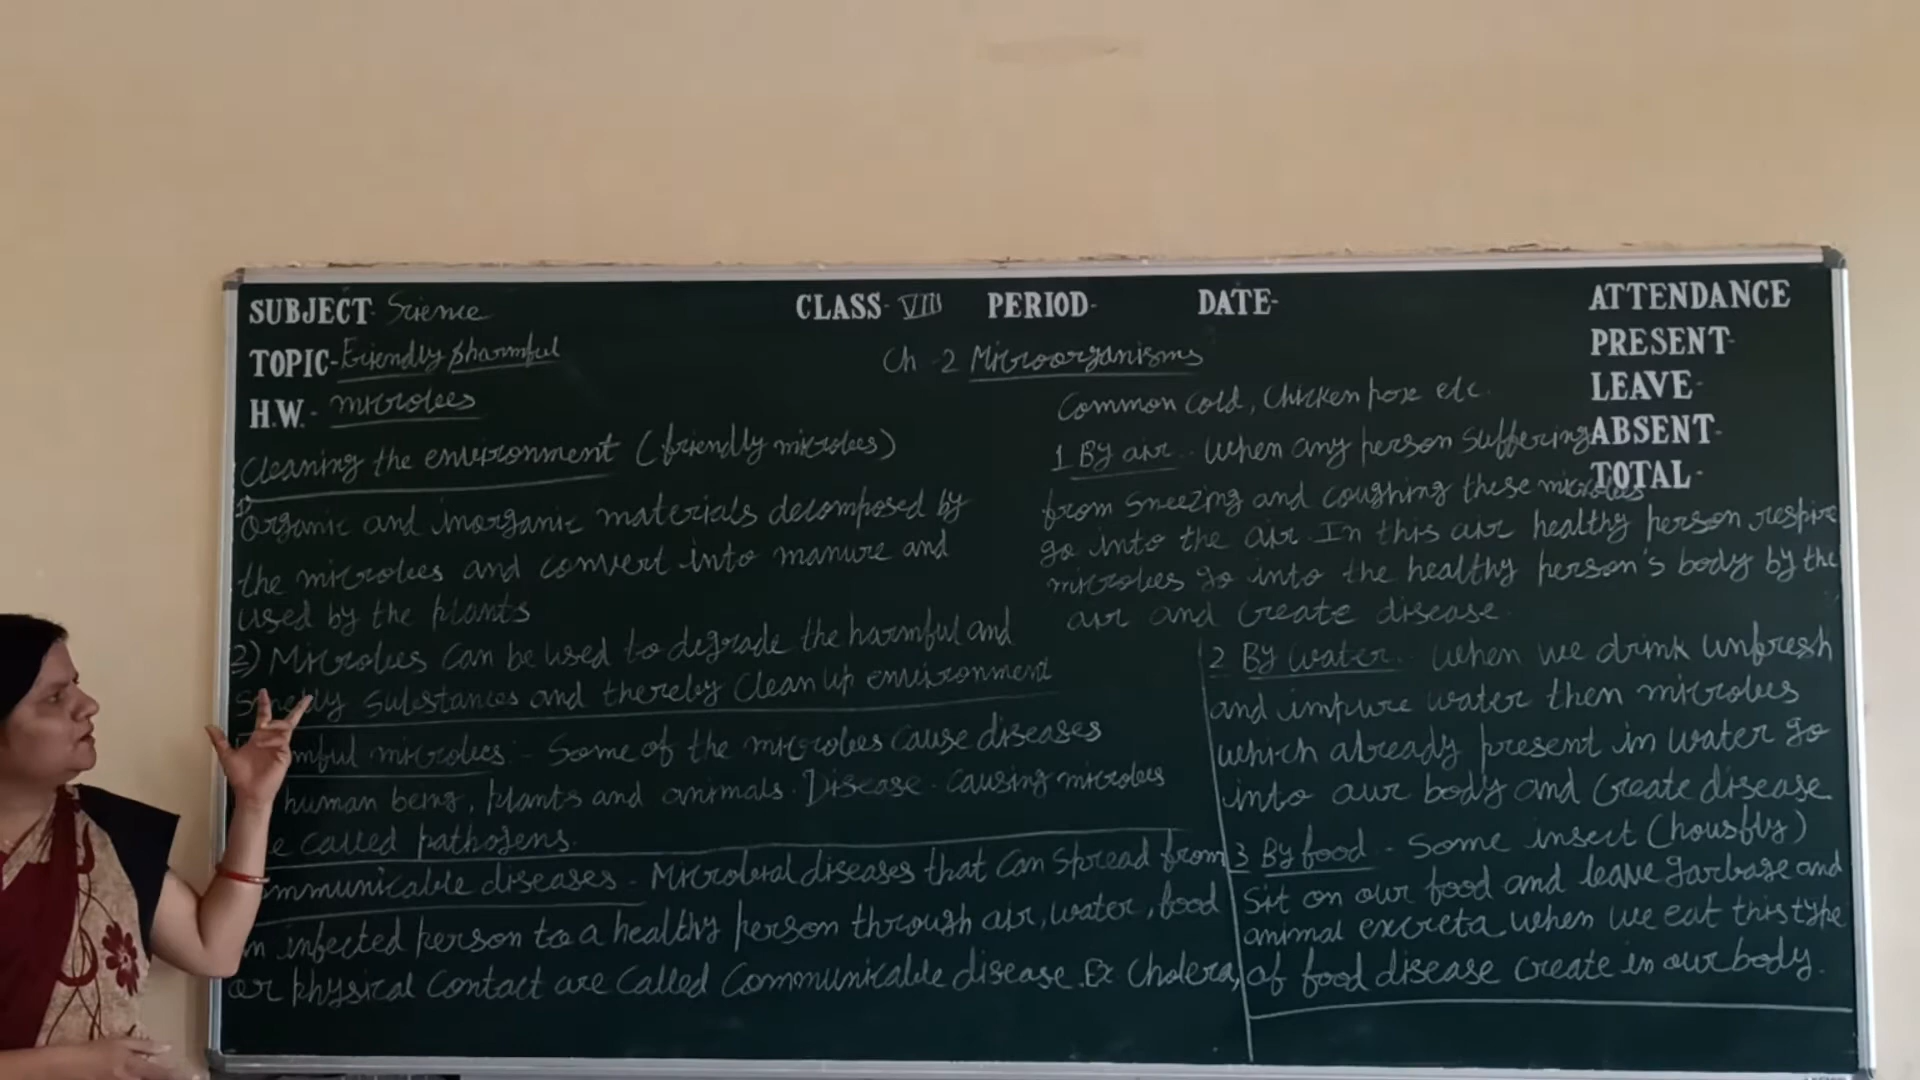 SUBJECT- Science
CLASS- VIII PERIOD- DATE-
ATTENDANCE
TOPIC- Friendly & harmful
Ch-2 Microorganisms
PRESENT-
H.W.- microbes
LEAVE-
ABSENT-
TOTAL-
Cleaning the environment (friendly microbes)
1) Organic and inorganic materials decomposed by
the microbes and convert into manure and
used by the plants
2) Microbes can be used to degrade the harmful and
smelly substances and thereby clean up environment
mful microbes:- Some of the microbes cause diseases
human being, plants and animals. Disease-causing microbes
e called pathogens.
mmunicable diseases - Microbial diseases that can spread from
n infected person to a healthy person through air, water, food
or physical contact are called Communicable disease. Ex Cholera,
Common cold, Chicken pox etc.
1 By air - When any person suffering
from sneezing and coughing these microbes
go into the air. In this air healthy person respire
microbes go into the healthy person's body by the
air and create disease.
2 By water - When we drink unfresh
and impure water then microbes
which already present in water go
into our body and create disease
3 By food - Some insect (housfly)
sit on our food and leave garbage and
animal excreta when we eat this type
of food disease create in our body.